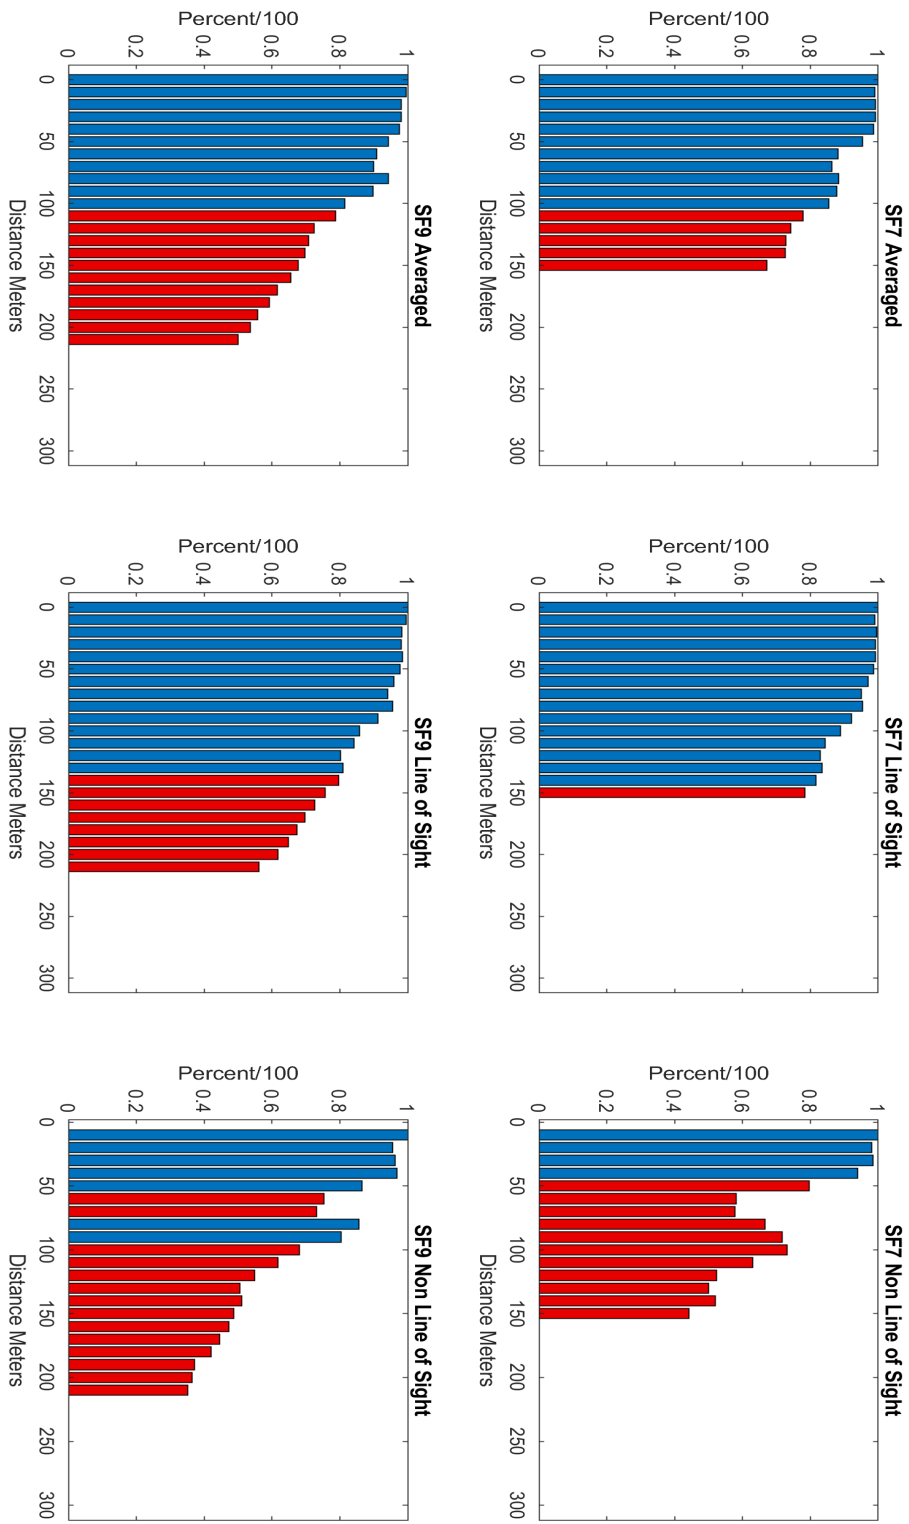 SF7 Averaged
Percent/100
1
0.8
0.6
0.4
0.2
0
0 50 100 150 200 250 300
Distance Meters
SF7 Line of Sight
Percent/100
1
0.8
0.6
0.4
0.2
0
0 50 100 150 200 250 300
Distance Meters
SF7 Non Line of Sight
Percent/100
1
0.8
0.6
0.4
0.2
0
0 50 100 150 200 250 300
Distance Meters
SF9 Averaged
Percent/100
1
0.8
0.6
0.4
0.2
0
0 50 100 150 200 250 300
Distance Meters
SF9 Line of Sight
Percent/100
1
0.8
0.6
0.4
0.2
0
0 50 100 150 200 250 300
Distance Meters
SF9 Non Line of Sight
Percent/100
1
0.8
0.6
0.4
0.2
0
0 50 100 150 200 250 300
Distance Meters